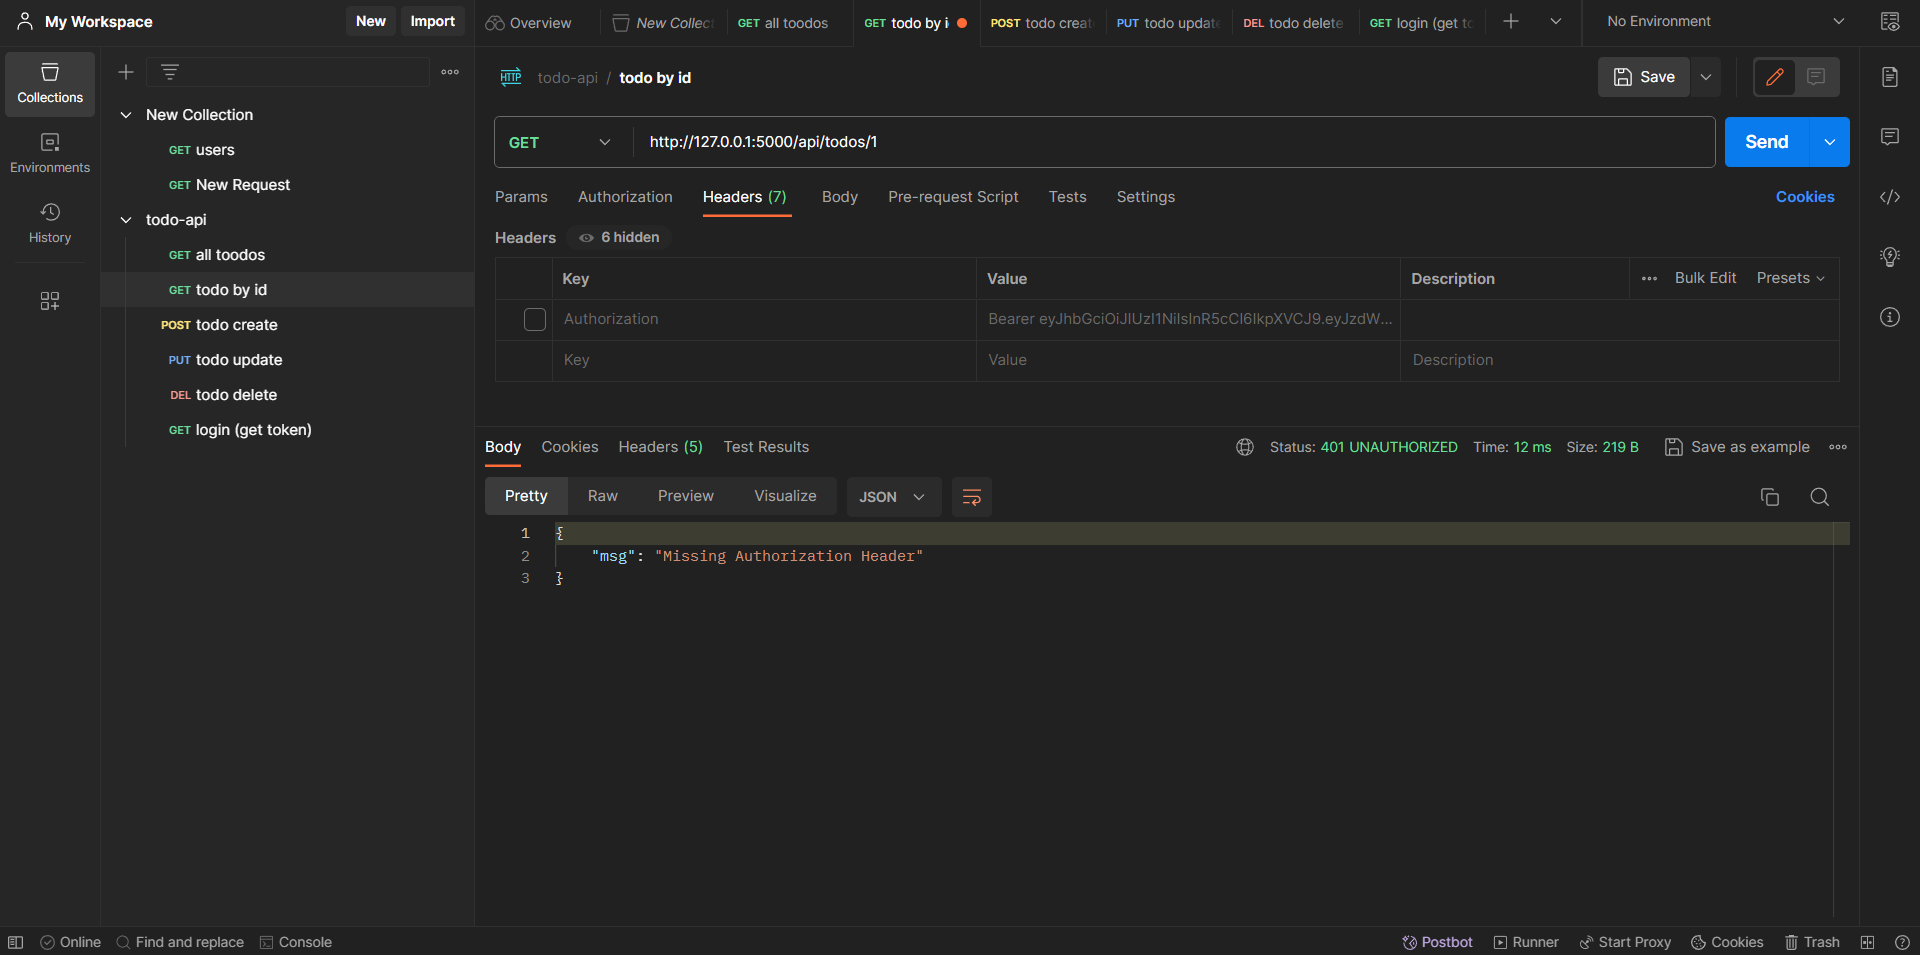 My Workspace
New
Import
Overview
New Collect
GET all toodos
GET todo by i
POST todo creat
PUT todo update
DEL todo delete
GET login (get to
No Environment
Collections
Environments
History
New Collection
GET users
GET New Request
todo-api
GET all toodos
GET todo by id
POST todo create
PUT todo update
DEL todo delete
GET login (get token)
HTTP todo-api / todo by id
Save
GET
http://127.0.0.1:5000/api/todos/1
Send
Params Authorization Headers (7) Body Pre-request Script Tests Settings
Cookies
Headers 6 hidden
Key Value Description Bulk Edit Presets
Authorization Bearer eyJhbGciOiJIUzI1NiIsInR5cCI6IkpXVCJ9.eyJzdW...
Key Value Description
Body Cookies Headers (5) Test Results
Status: 401 UNAUTHORIZED Time: 12 ms Size: 219 B Save as example
Pretty Raw Preview Visualize JSON
1 {
2 "msg": "Missing Authorization Header"
3 }
Online Find and replace Console
Postbot Runner Start Proxy Cookies Trash